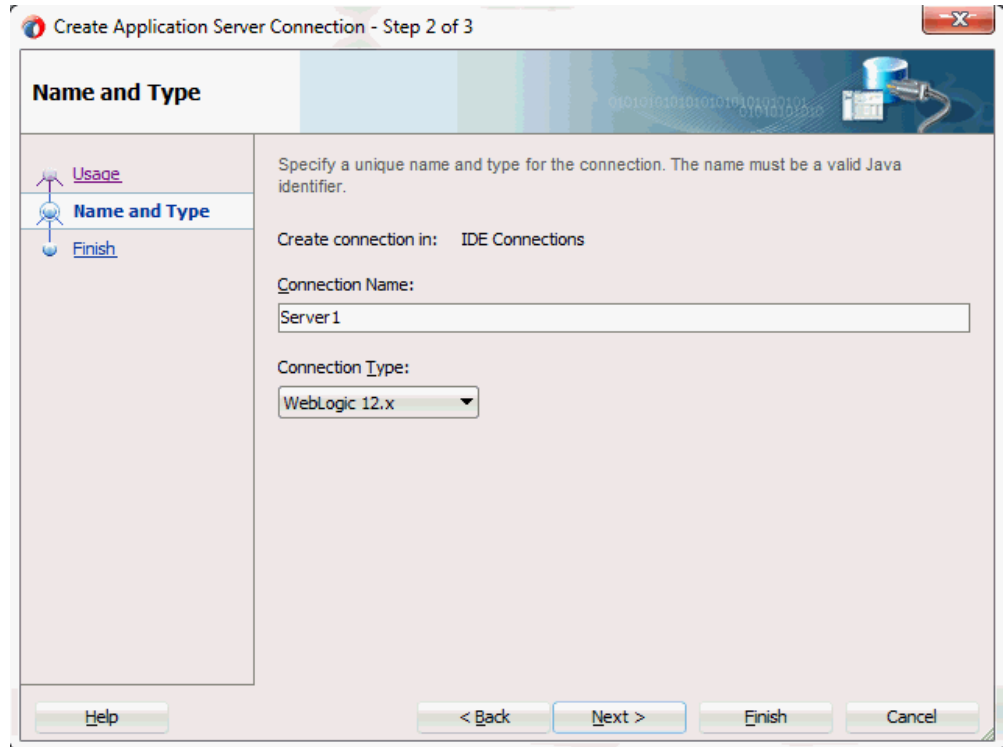 Create Application Server Connection - Step 2 of 3
Name and Type
Usage
Name and Type
Finish
Specify a unique name and type for the connection. The name must be a valid Java
identifier.
Create connection in: IDE Connections
Connection Name:
Server1
Connection Type:
WebLogic 12.x
Help
< Back
Next >
Finish
Cancel